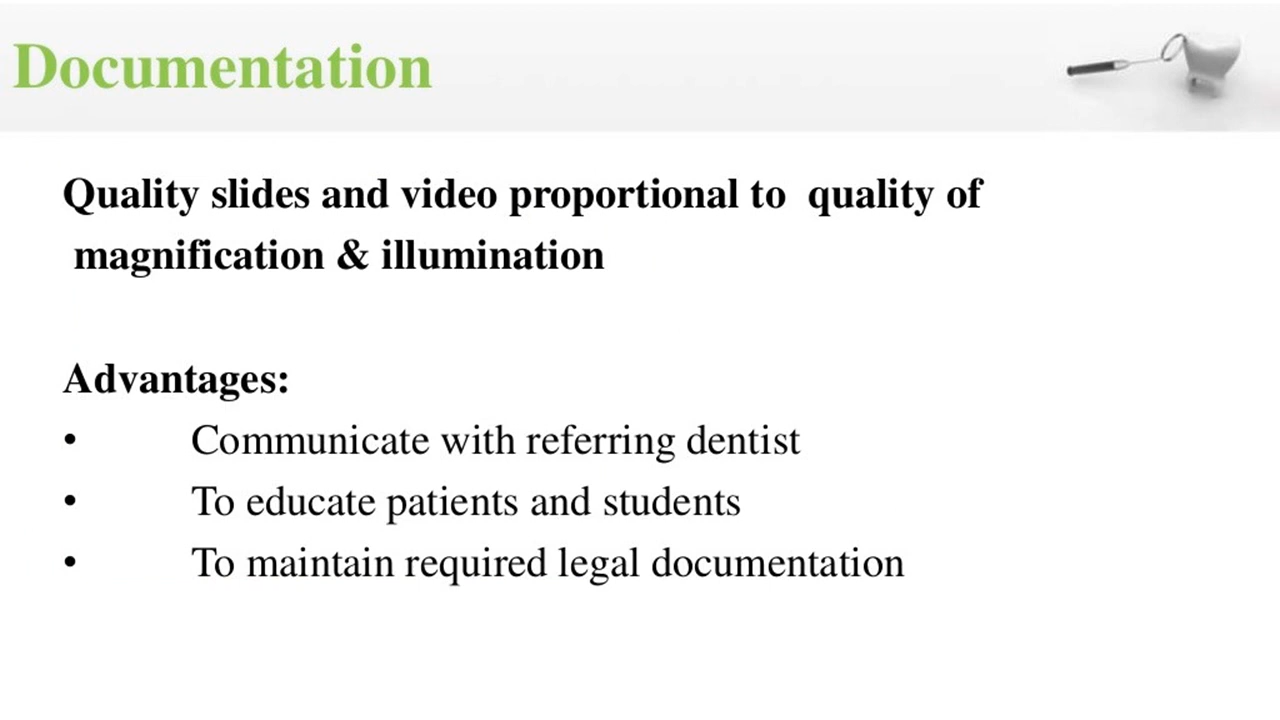 Documentation
Quality slides and video proportional to  quality of
magnification & illumination
Advantages:
•	Communicate with referring dentist
•	To educate patients and students
•	To maintain required legal documentation